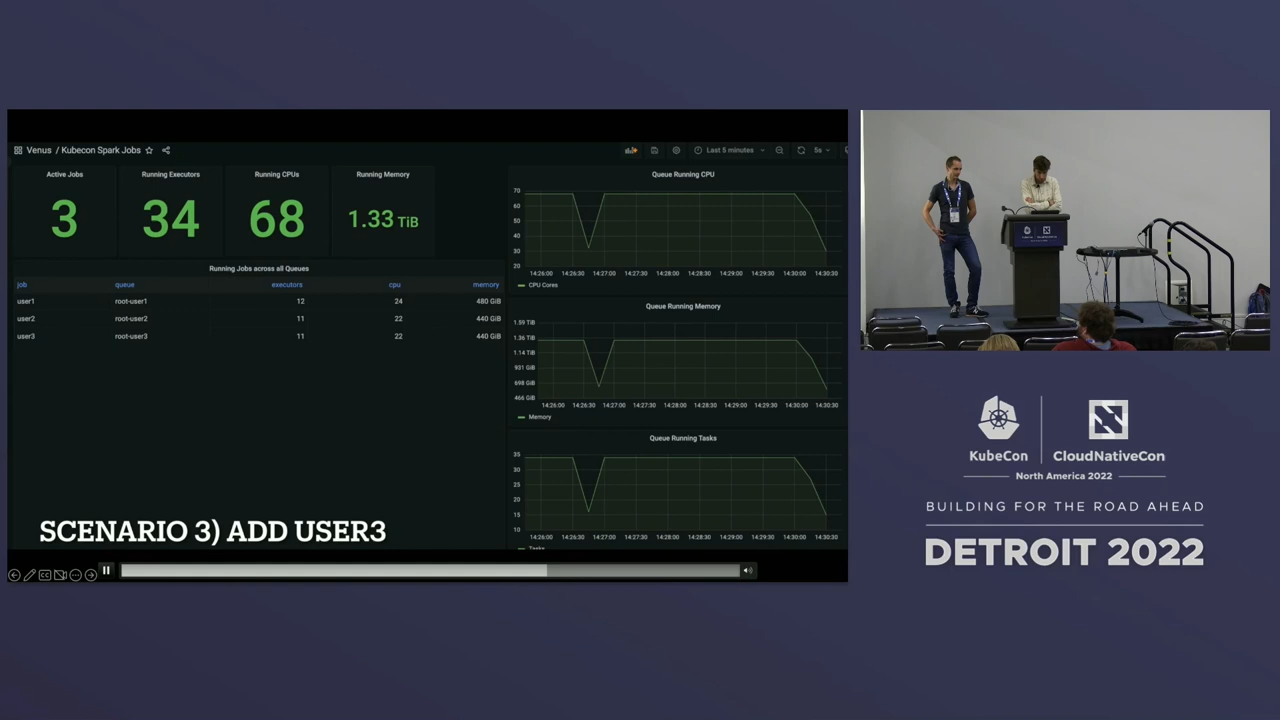 Venus / Kubecon Spark Jobs
Last 5 minutes
5s
Active Jobs
3
Running Executors
34
Running CPUs
68
Running Memory
1.33 TiB
Running Jobs across all Queues
job queue executors cpu memory
user1 root-user1 12 24 480 GiB
user2 root-user2 11 22 440 GiB
user3 root-user3 11 22 440 GiB
Queue Running CPU
70
60
50
40
30
20
14:26:00 14:26:30 14:27:00 14:27:30 14:28:00 14:28:30 14:29:00 14:29:30 14:30:00 14:30:30
CPU Cores
Queue Running Memory
1.59 TiB
1.36 TiB
1.14 TiB
931 GiB
698 GiB
466 GiB
14:26:00 14:26:30 14:27:00 14:27:30 14:28:00 14:28:30 14:29:00 14:29:30 14:30:00 14:30:30
Memory
Queue Running Tasks
35
30
25
20
15
10
14:26:00 14:26:30 14:27:00 14:27:30 14:28:00 14:28:30 14:29:00 14:29:30 14:30:00 14:30:30
Tasks
SCENARIO 3) ADD USER3
CC
KubeCon
CloudNativeCon
North America 2022
BUILDING FOR THE ROAD AHEAD
DETROIT 2022